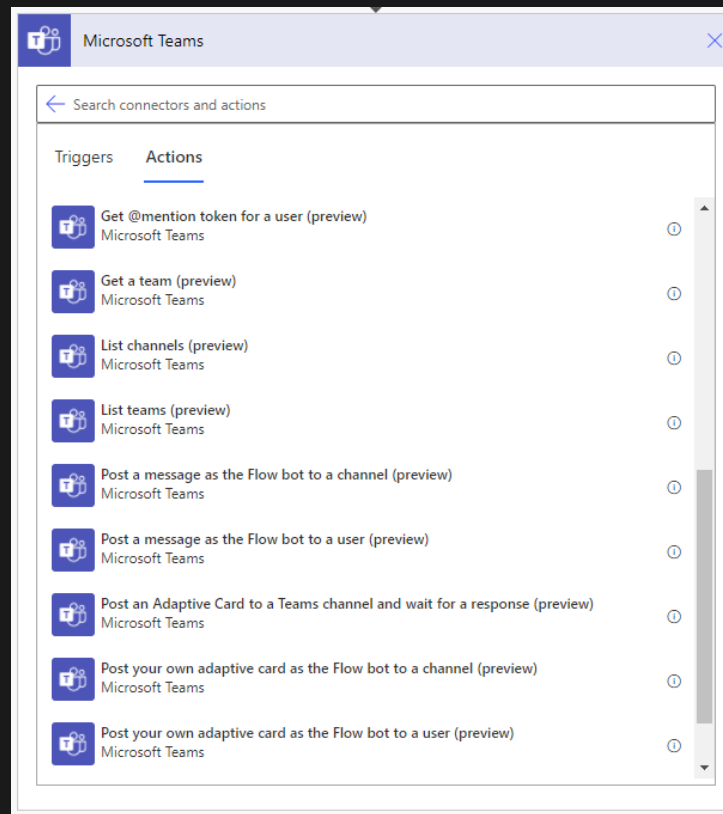 Microsoft Teams
Search connectors and actions
Triggers Actions
Get @mention token for a user (preview)
Microsoft Teams
Get a team (preview)
Microsoft Teams
List channels (preview)
Microsoft Teams
List teams (preview)
Microsoft Teams
Post a message as the Flow bot to a channel (preview)
Microsoft Teams
Post a message as the Flow bot to a user (preview)
Microsoft Teams
Post an Adaptive Card to a Teams channel and wait for a response (preview)
Microsoft Teams
Post your own adaptive card as the Flow bot to a channel (preview)
Microsoft Teams
Post your own adaptive card as the Flow bot to a user (preview)
Microsoft Teams